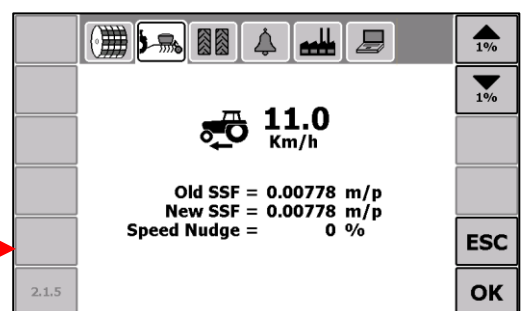 1%
1%
11.0
Km/h
Old SSF = 0.00778 m/p
New SSF = 0.00778 m/p
Speed Nudge = 0 %
ESC
2.1.5
OK